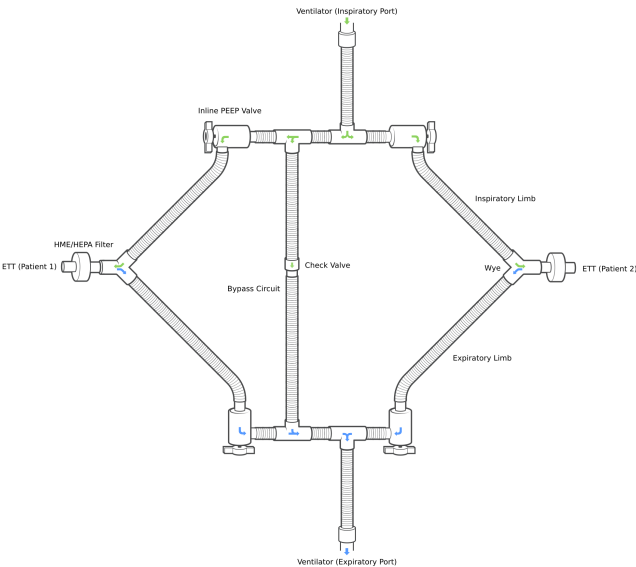 Ventilator (Inspiratory Port)
Inline PEEP Valve
Inspiratory Limb
HME/HEPA Filter
ETT (Patient 1)
Check Valve
Wye
ETT (Patient 2)
Bypass Circuit
Expiratory Limb
Ventilator (Expiratory Port)